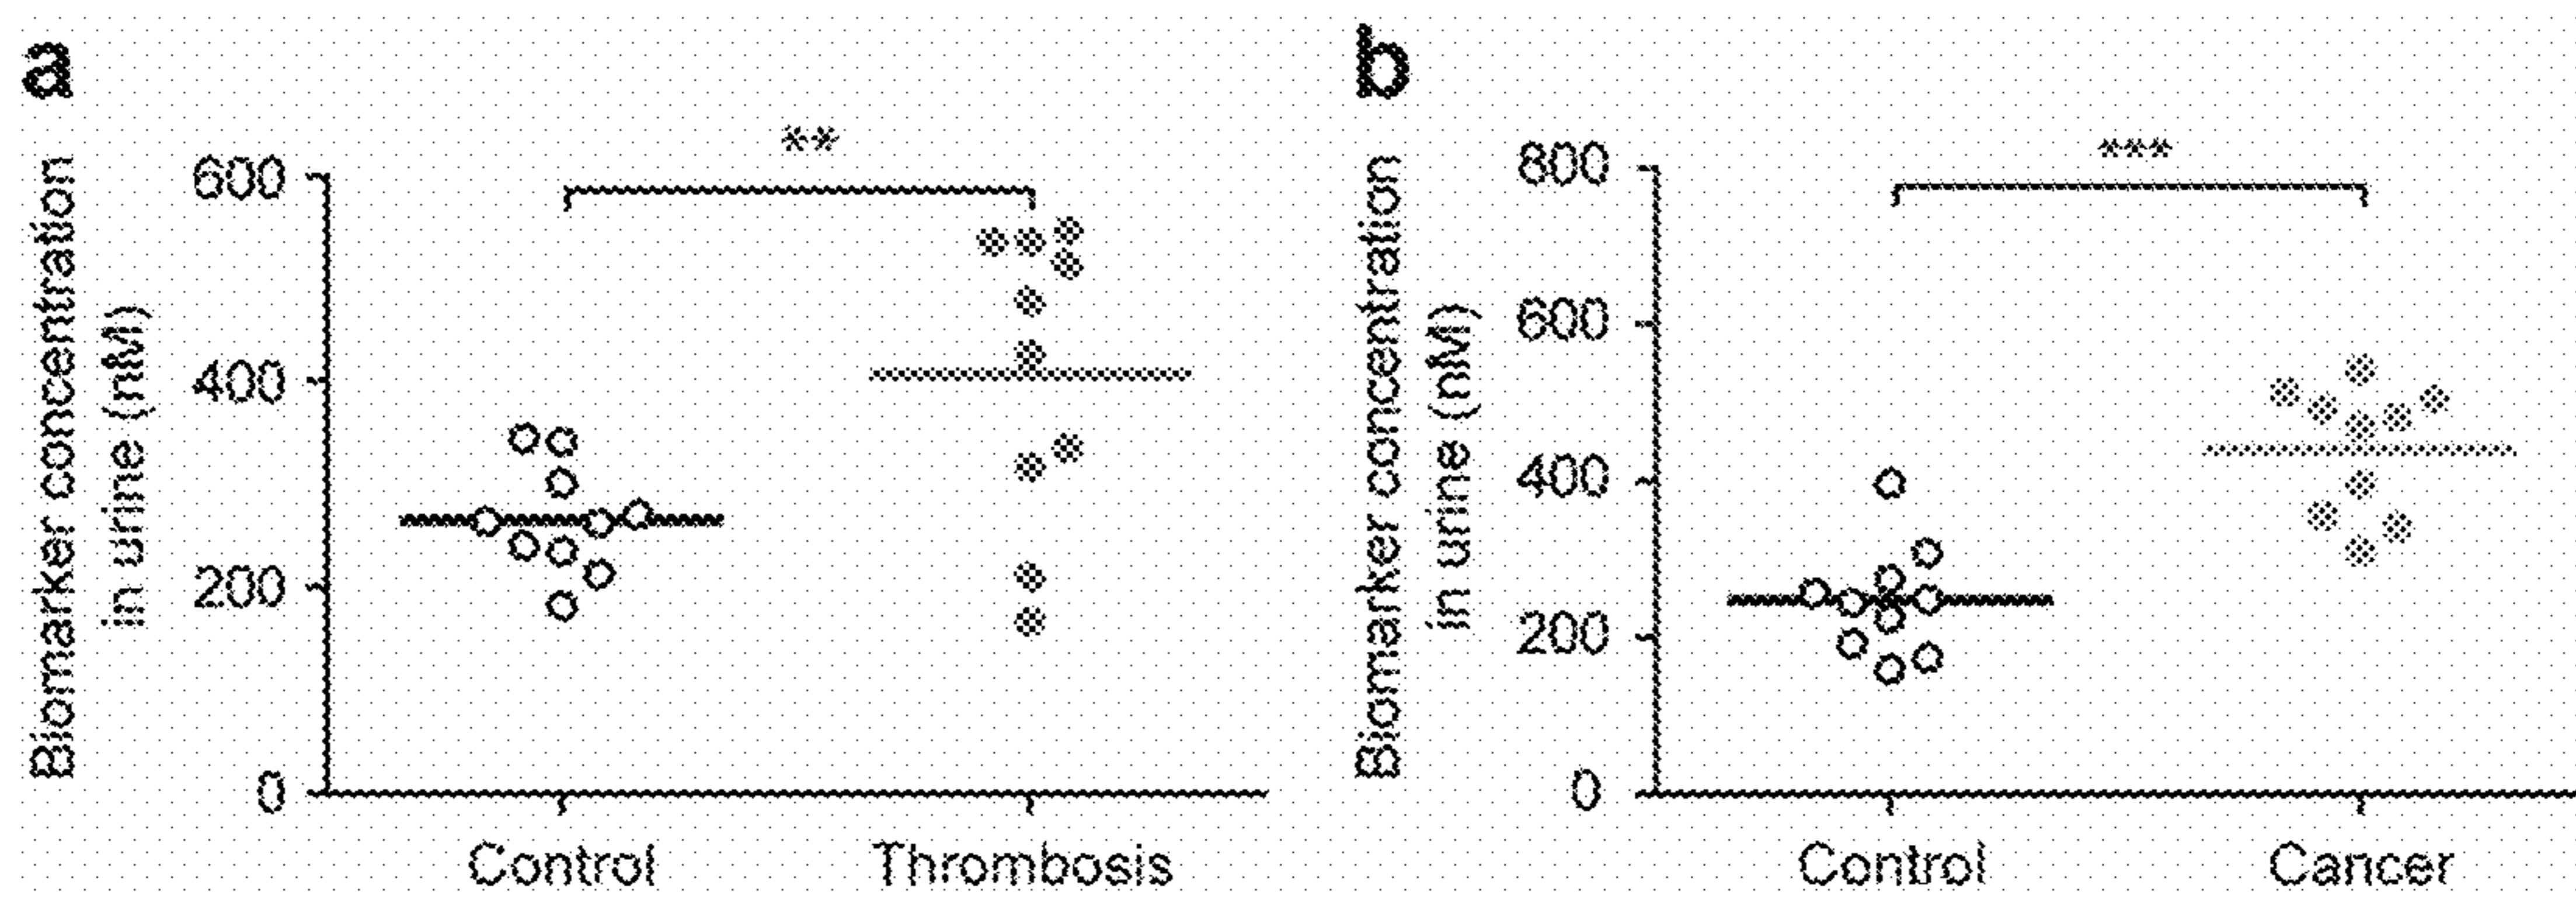 a
Biomarker concentration
in urine (nM)
**
600
400
200
0
Control
Thrombosis
b
Biomarker concentration
in urine (nM)
***
800
600
400
200
0
Control
Cancer